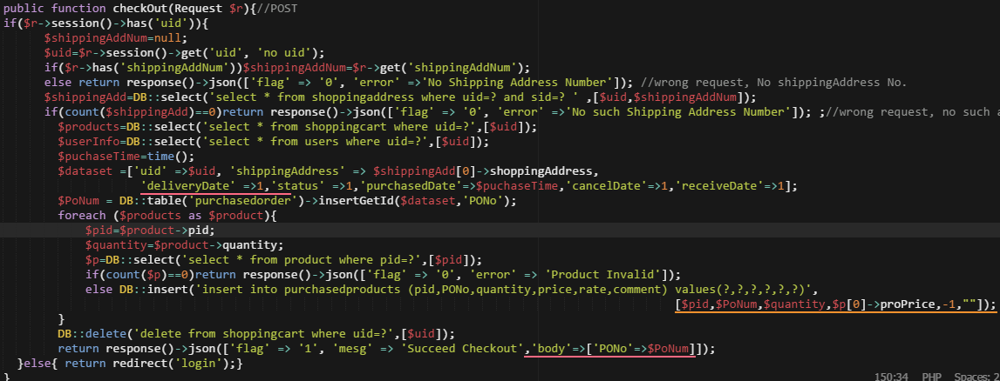 public function checkOut(Request $r){//POST
if($r->session()->has('uid')){
$shippingAddNum=null;
$uid=$r->session()->get('uid', 'no uid');
if($r->has('shippingAddNum'))$shippingAddNum=$r->get('shippingAddNum');
else return response()->json(['flag' => '0', 'error' =>'No Shipping Address Number']); //wrong request, No shippingAddress No.
$shippingAdd=DB::select('select * from shoppingaddress where uid=? and sid=? ' ,[$uid,$shippingAddNum]);
if(count($shippingAdd)==0)return response()->json(['flag' => '0', 'error' =>'No such Shipping Address Number']); ;//wrong request, no such a
$products=DB::select('select * from shoppingcart where uid=?',[$uid]);
$userInfo=DB::select('select * from users where uid=?',[$uid]);
$puchaseTime=time();
$dataset =['uid' =>$uid, 'shippingAddress' => $shippingAdd[0]->shoppingAddress,
'deliveryDate' =>1,'status' =>1,'purchasedDate'=>$puchaseTime,'cancelDate'=>1,'receiveDate'=>1];
$PoNum = DB::table('purchasedorder')->insertGetId($dataset,'PONo');
foreach ($products as $product){
$pid=$product->pid;
$quantity=$product->quantity;
$p=DB::select('select * from product where pid=?',[$pid]);
if(count($p)==0)return response()->json(['flag' => '0', 'error' => 'Product Invalid']);
else DB::insert('insert into purchasedproducts (pid,PONo,quantity,price,rate,comment) values(?,?,?,?,?,?)',
[$pid,$PoNum,$quantity,$p[0]->proPrice,-1,""]);
}
DB::delete('delete from shoppingcart where uid=?',[$uid]);
return response()->json(['flag' => '1', 'mesg' => 'Succeed Checkout','body'=>['PONo'=>$PoNum]]);
}else{ return redirect('login');}
}
150:34 PHP Spaces: 2